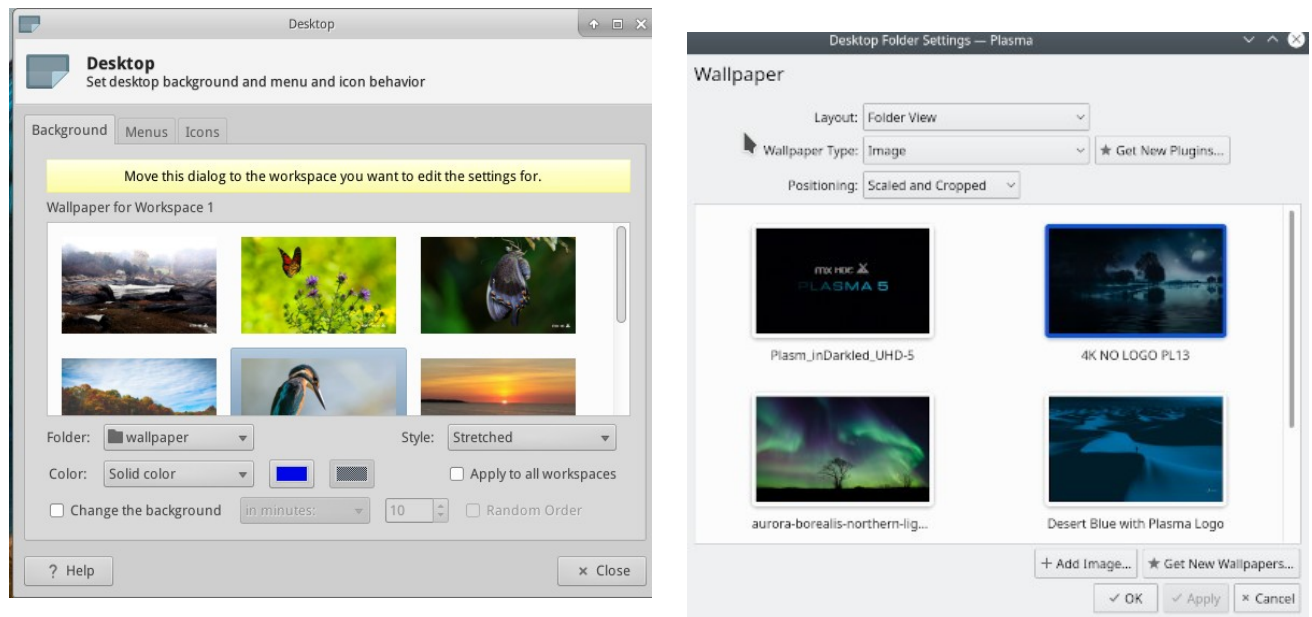 Desktop
Desktop
Set desktop background and menu and icon behavior
Background Menus Icons
Move this dialog to the workspace you want to edit the settings for.
Wallpaper for Workspace 1
Folder: wallpaper Style: Stretched
Color: Solid color Apply to all workspaces
Change the background in minutes: 10 Random Order
? Help × Close
Desktop Folder Settings — Plasma
Wallpaper
Layout: Folder View
Wallpaper Type: Image ★ Get New Plugins...
Positioning: Scaled and Cropped
PLASMA 5
Plasm_inDarkled_UHD-5 4K NO LOGO PL13
aurora-borealis-northern-lig... Desert Blue with Plasma Logo
+ Add Image... ★ Get New Wallpapers...
✓ OK ✓ Apply × Cancel